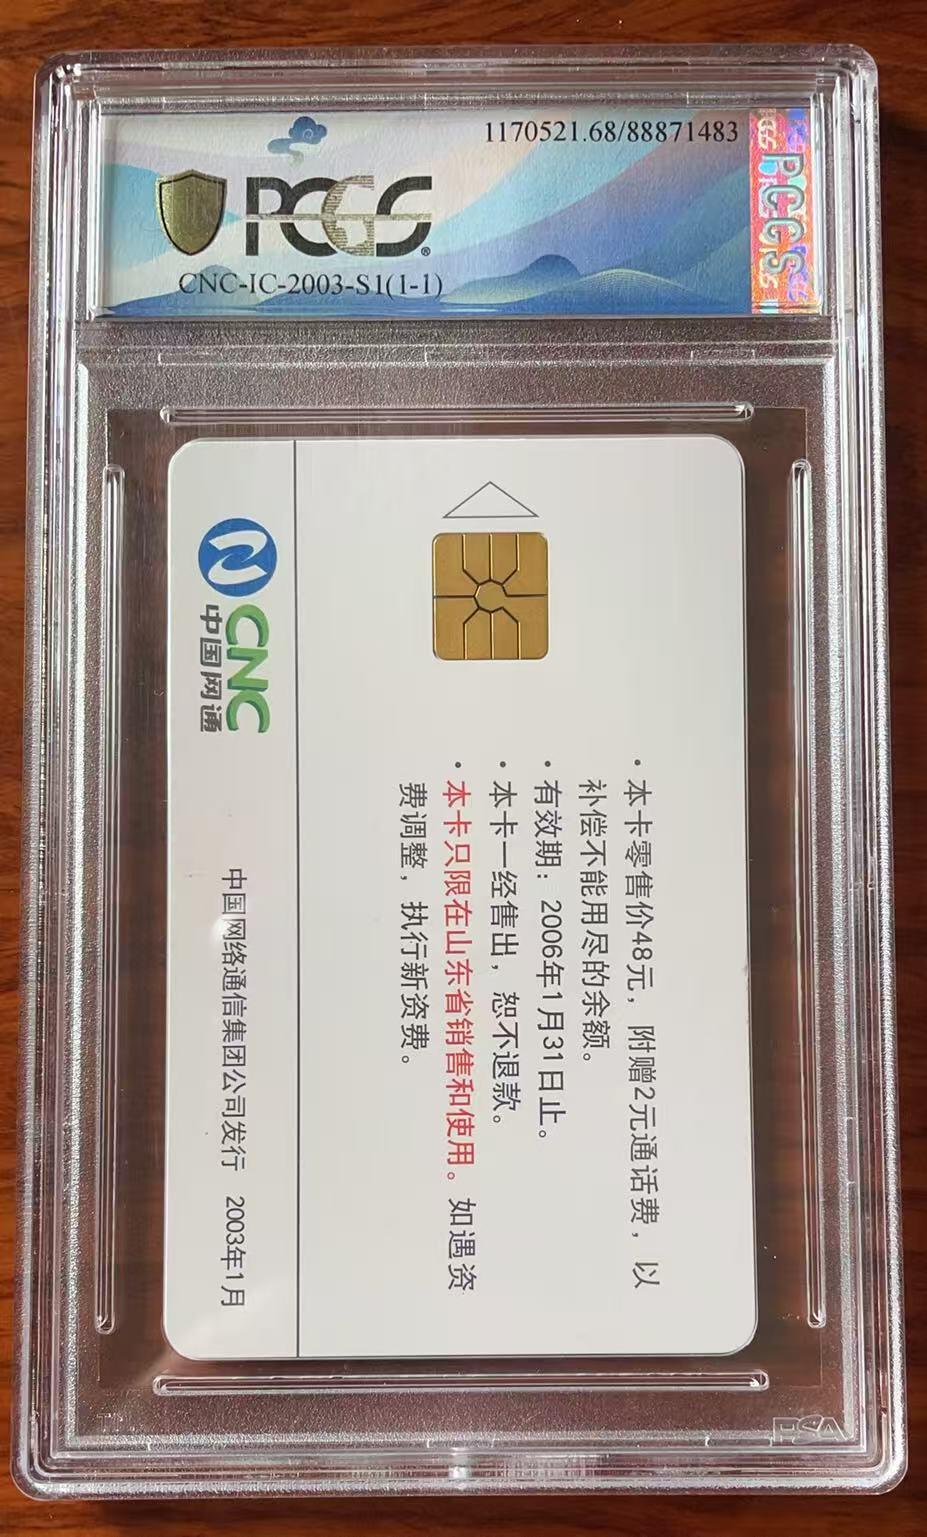 1170521.68/88871483
PCGS
CNC-IC-2003-S1(1-1)
PCGS
CNC
中国网通
·本卡零售价48元，附赠2元通话费，以
补偿不能用尽的余额。
·有效期：2006年1月31日止。
·本卡一经售出，恕不退款。
·本卡只限在山东省销售和使用。如遇资
费调整，执行新资费。
中国网络通信集团公司发行 2003年1月
PSA